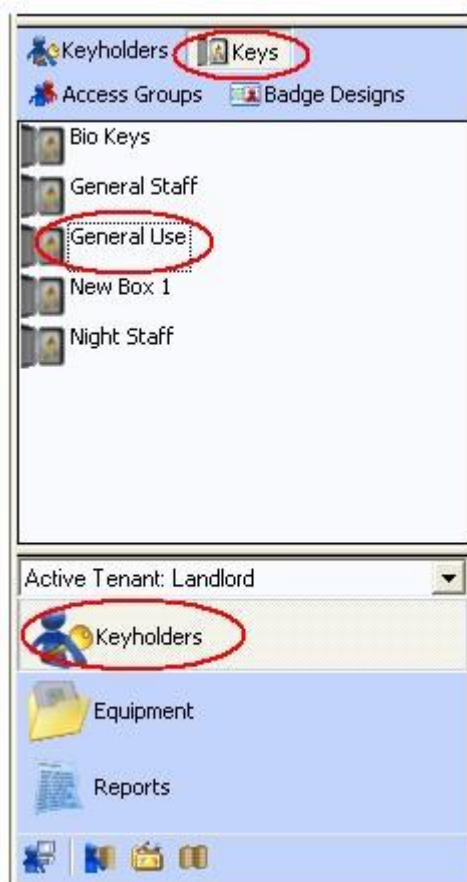 Keyholders Keys
Access Groups Badge Designs
Bio Keys
General Staff
General Use
New Box 1
Night Staff
Active Tenant: Landlord
Keyholders
Equipment
Reports